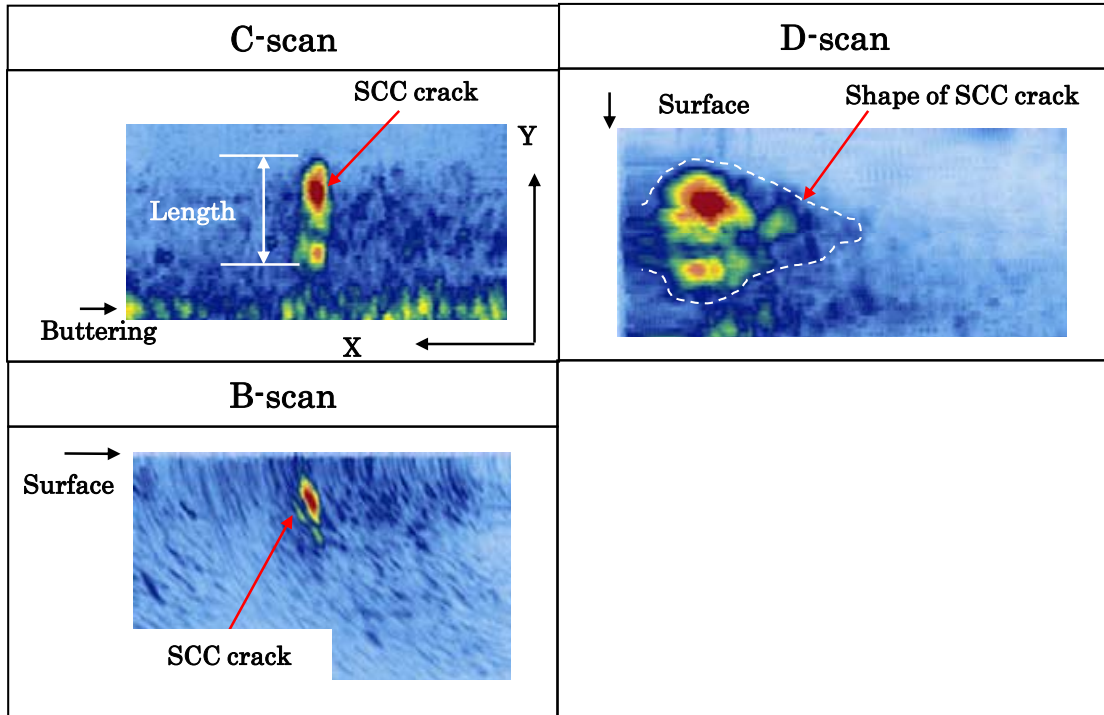 C-scan
SCC crack
Y
Length
Buttering
X
D-scan
Surface
Shape of SCC crack
B-scan
Surface
SCC crack